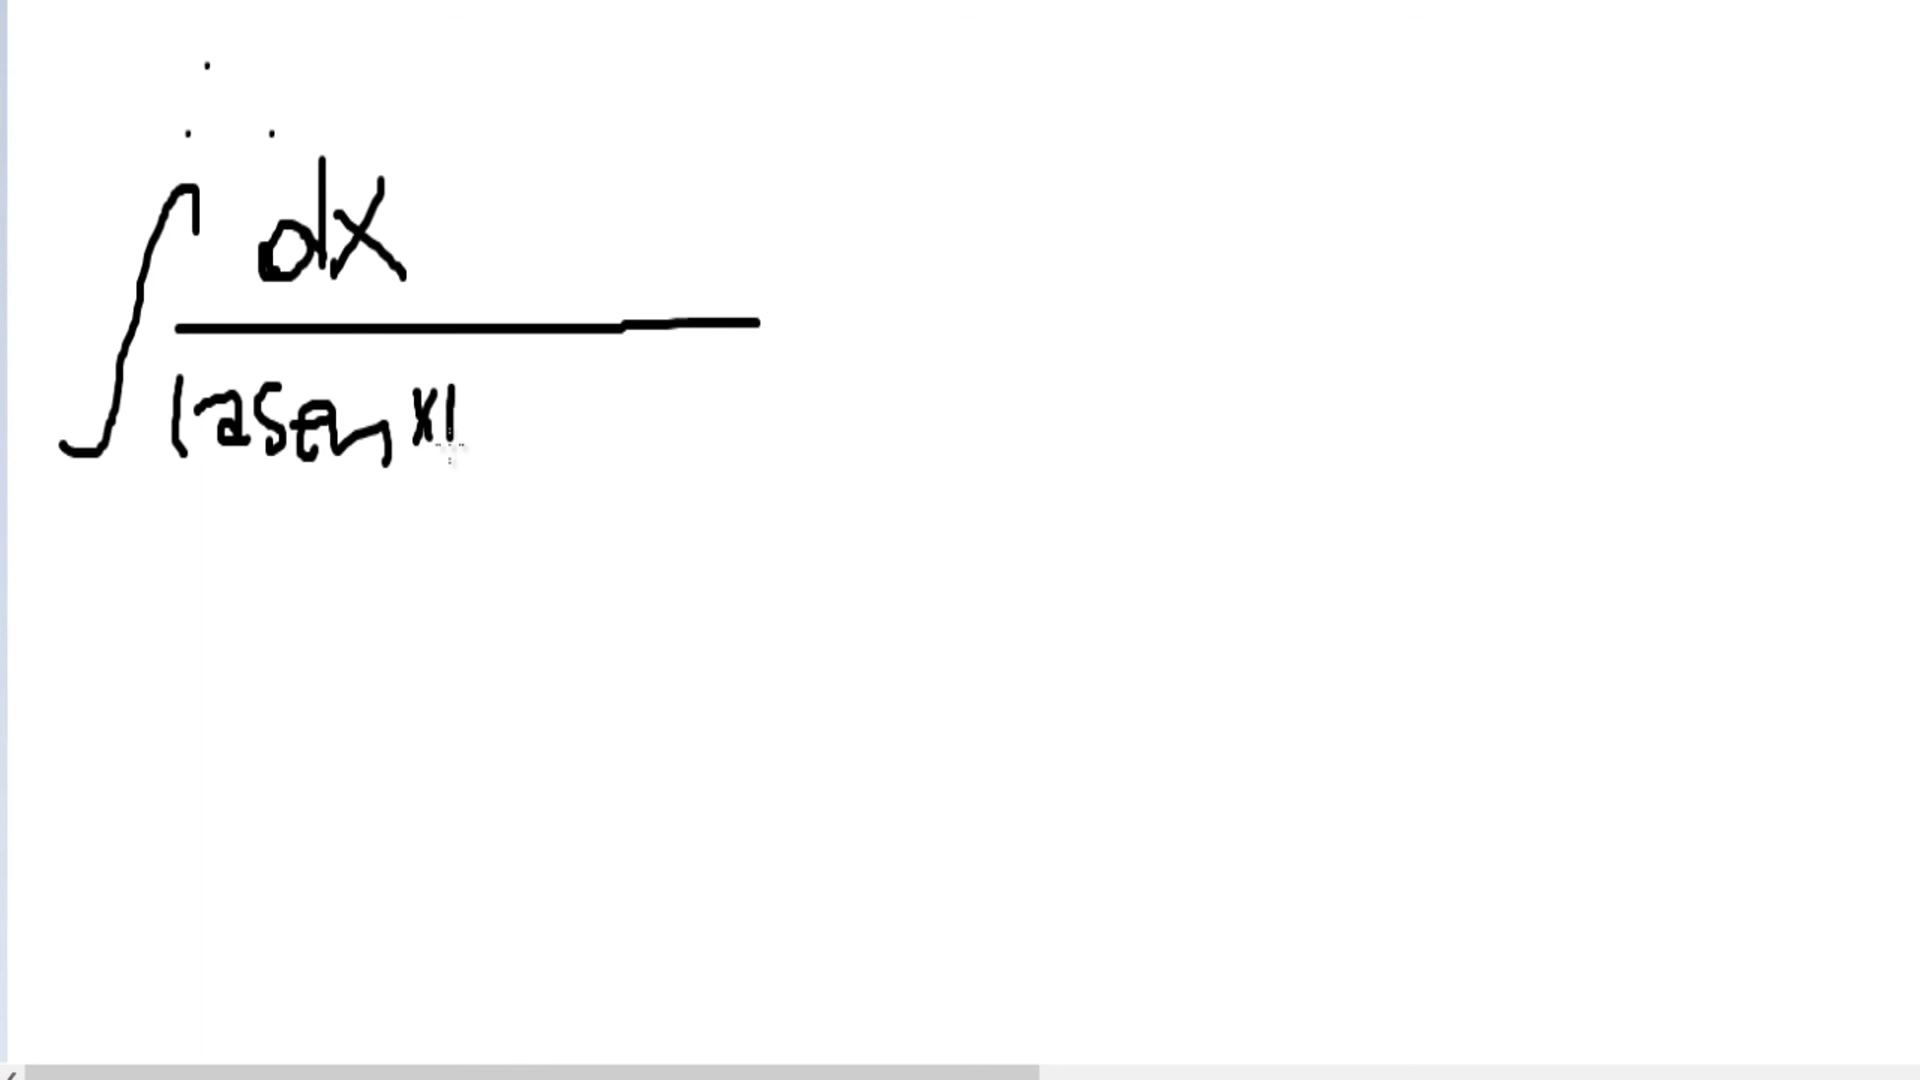 ∫ dx
(asen x